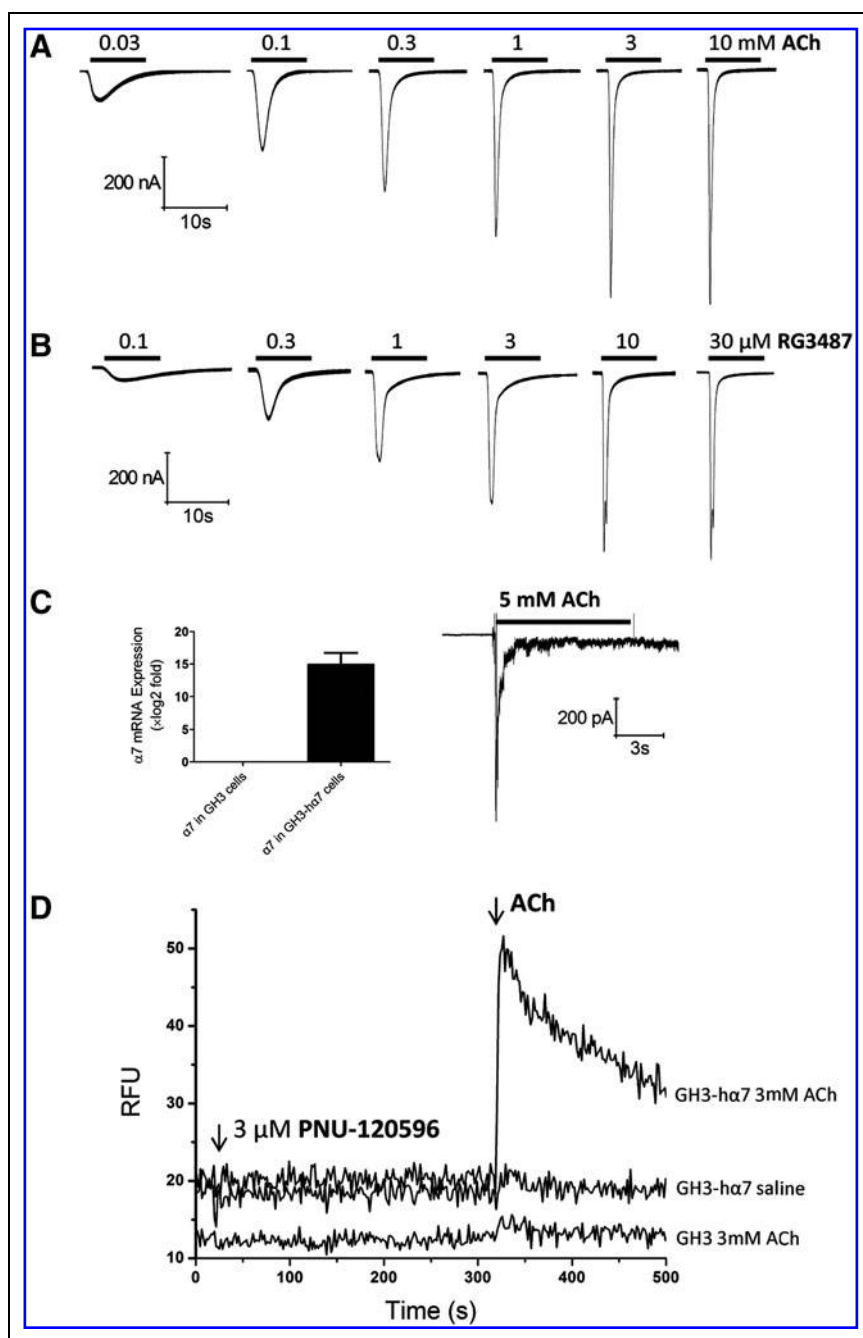 A
0.03 0.1 0.3 1 3 10 mM ACh
200 nA
10s
B
0.1 0.3 1 3 10 30 μM RG3487
200 nA
10s
C
α7 mRNA Expression
(×log2 fold)
20
15
10
5
0
α7 in GH3 cells
α7 in GH3-hα7 cells
5 mM ACh
200 pA
3s
D
RFU
50
40
30
20
10
ACh
3 μM PNU-120596
GH3-hα7 3mM ACh
GH3-hα7 saline
GH3 3mM ACh
0 100 200 300 400 500
Time (s)